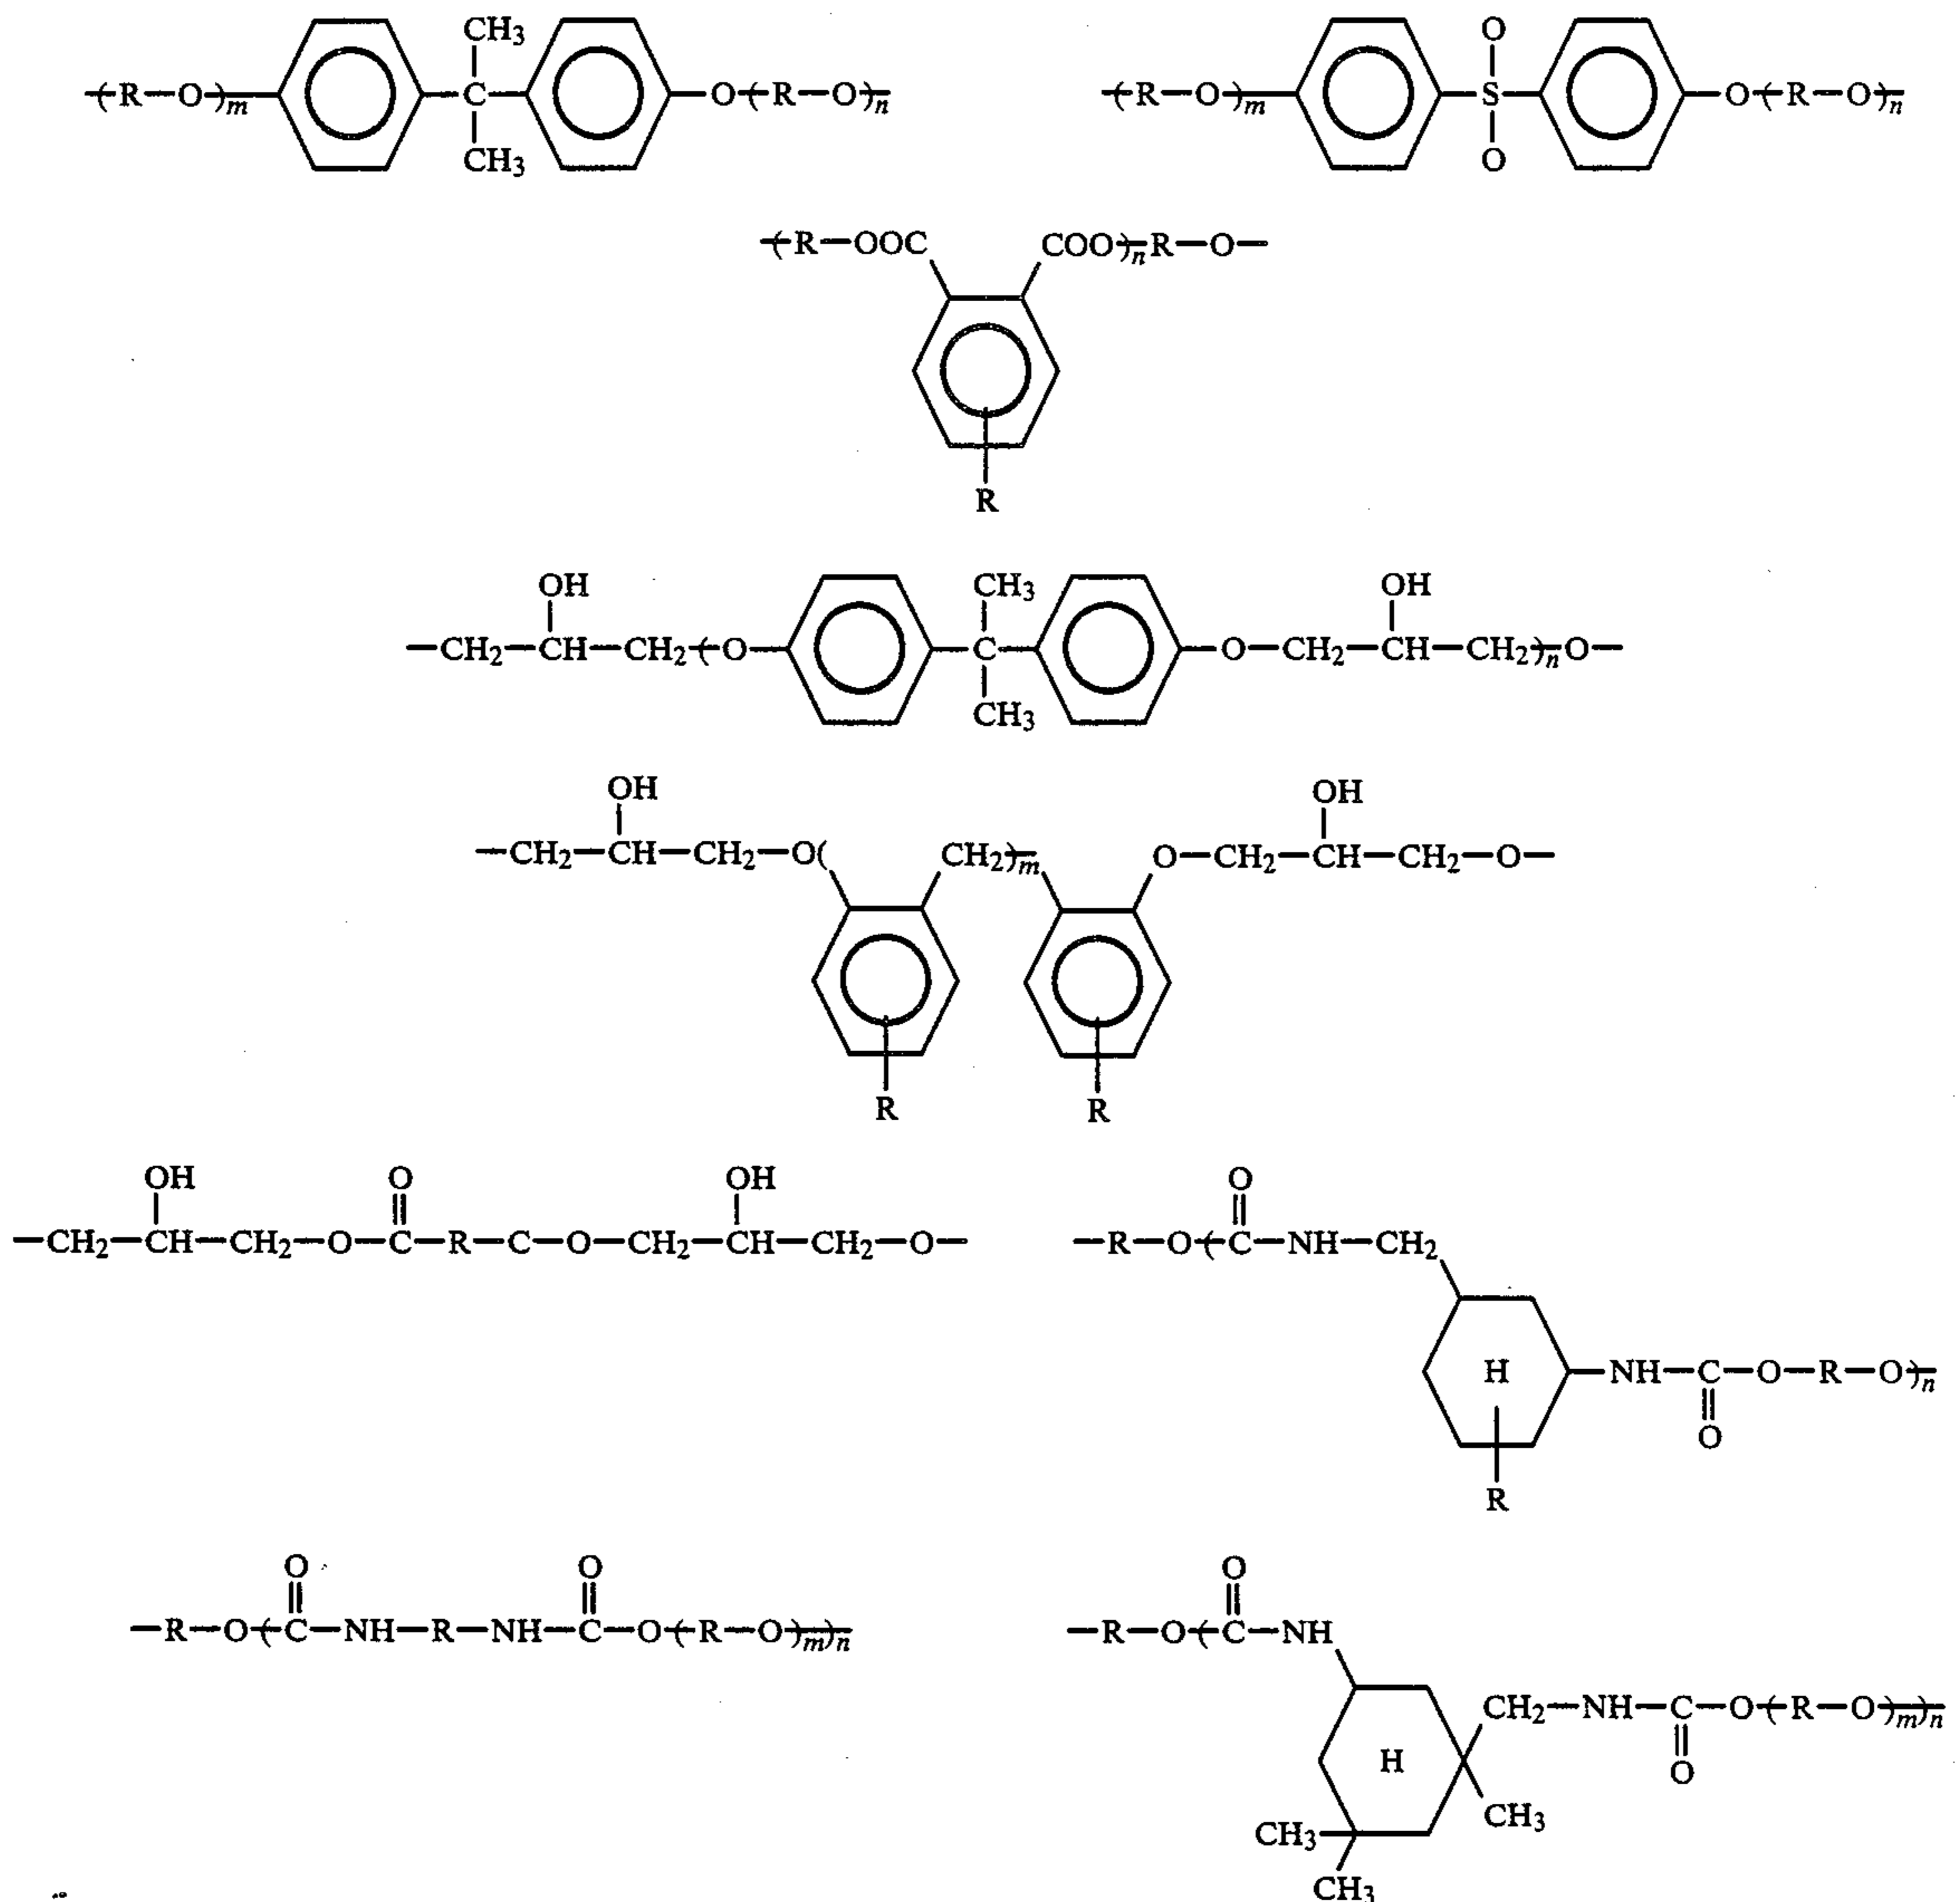 CH3 O
-(R-O)m C O-(R-O)n -(R-O)m S O-(R-O)n
CH3 O
-(R-OOC COO)n R-O-
R
OH CH3 OH
-CH2-CH-CH2-(O C O-CH2-CH-CH2)n O-
CH3
OH OH
-CH2-CH-CH2-O( CH2)m O-CH2-CH-CH2-O-
R R
OH O OH O
-CH2-CH-CH2-O-C-R-C-O-CH2-CH-CH2-O- -R-O-(C-NH-CH2
H NH-C-O-R-O)n
O
R
O O O
-R-O-(C-NH-R-NH-C-O-(R-O)m)n -R-O-(C-NH
CH2-NH-C-O-(R-O)m)n
H O
CH3 CH3
CH3